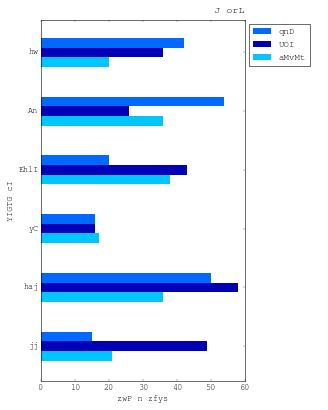 J orL
qnD
UOI
aMvMt
hw
An
EhlI
yC
haj
jj
YIGTG cI
0 10 20 30 40 50 60
zwP n zfys